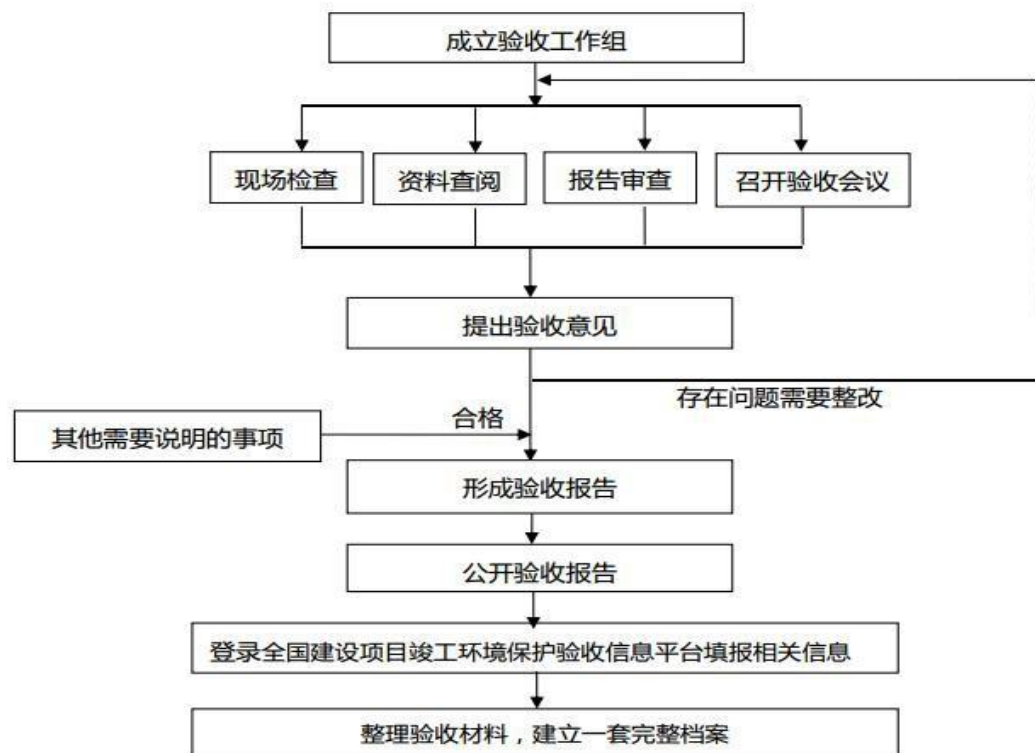 成立验收工作组
现场检查
资料查阅
报告审查
召开验收会议
提出验收意见
存在问题需要整改
合格
其他需要说明的事项
形成验收报告
公开验收报告
登录全国建设项目竣工环境保护验收信息平台填报相关信息
整理验收材料，建立一套完整档案